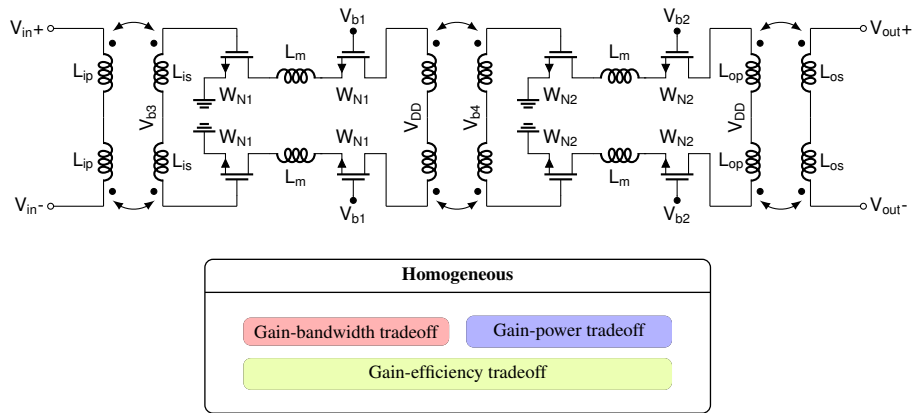 Vin+
Lip
Lis
Vb3
WN1
Lm
Vb1
WN1
VDD
Vb4
WN2
Lm
Vb2
WN2
VDD
Lop
Los
Vout+
Vin-
Lip
Lis
WN1
Lm
WN1
Vb1
WN2
Lm
WN2
Vb2
Lop
Los
Vout-
Homogeneous
Gain-bandwidth tradeoff
Gain-power tradeoff
Gain-efficiency tradeoff